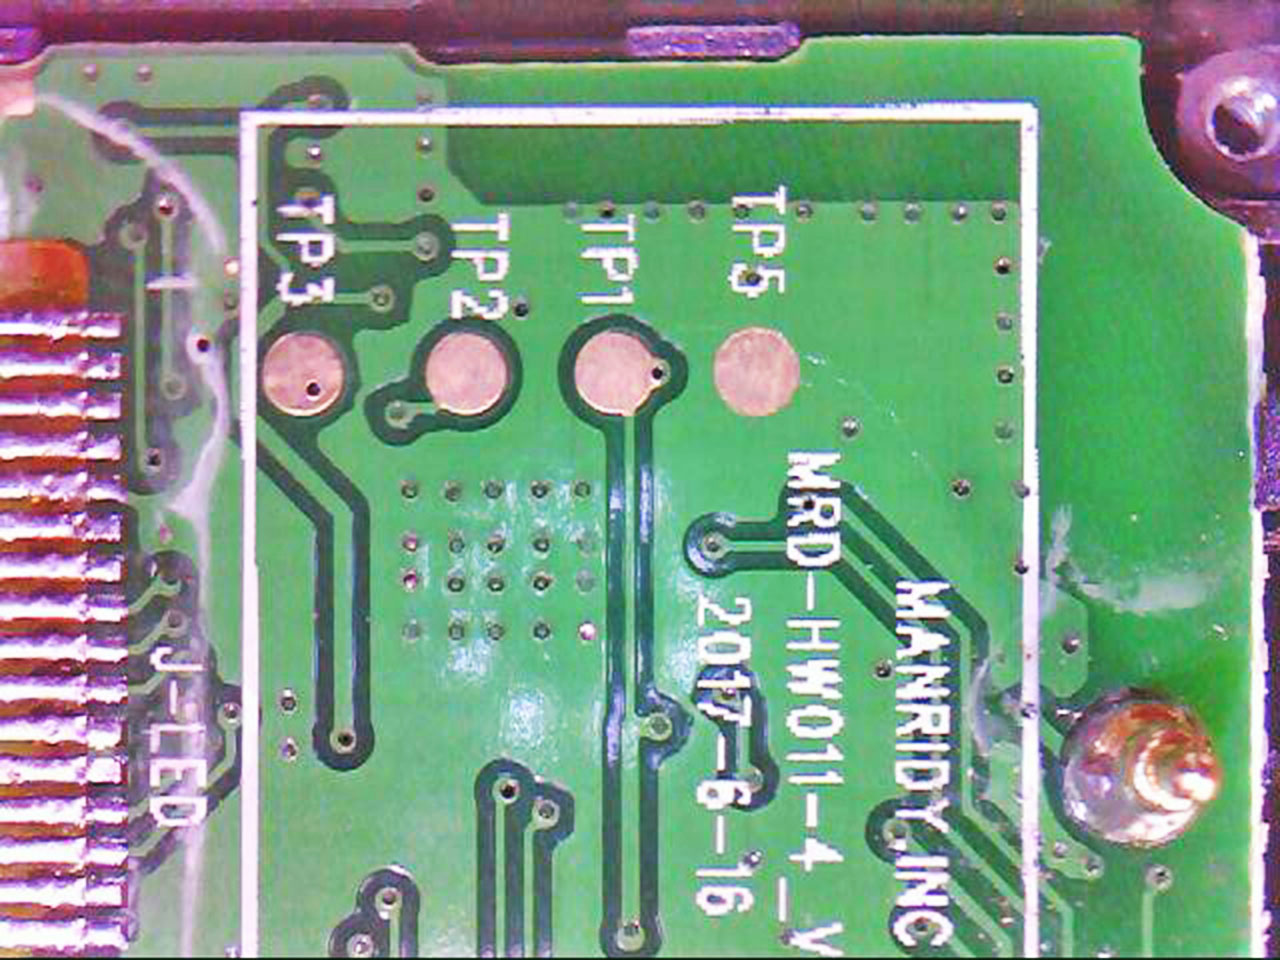 TP3
TP2
TP1
TP5
MANRIDY.INC
MRD-HW011-4_V
2017-6-16
J-LED